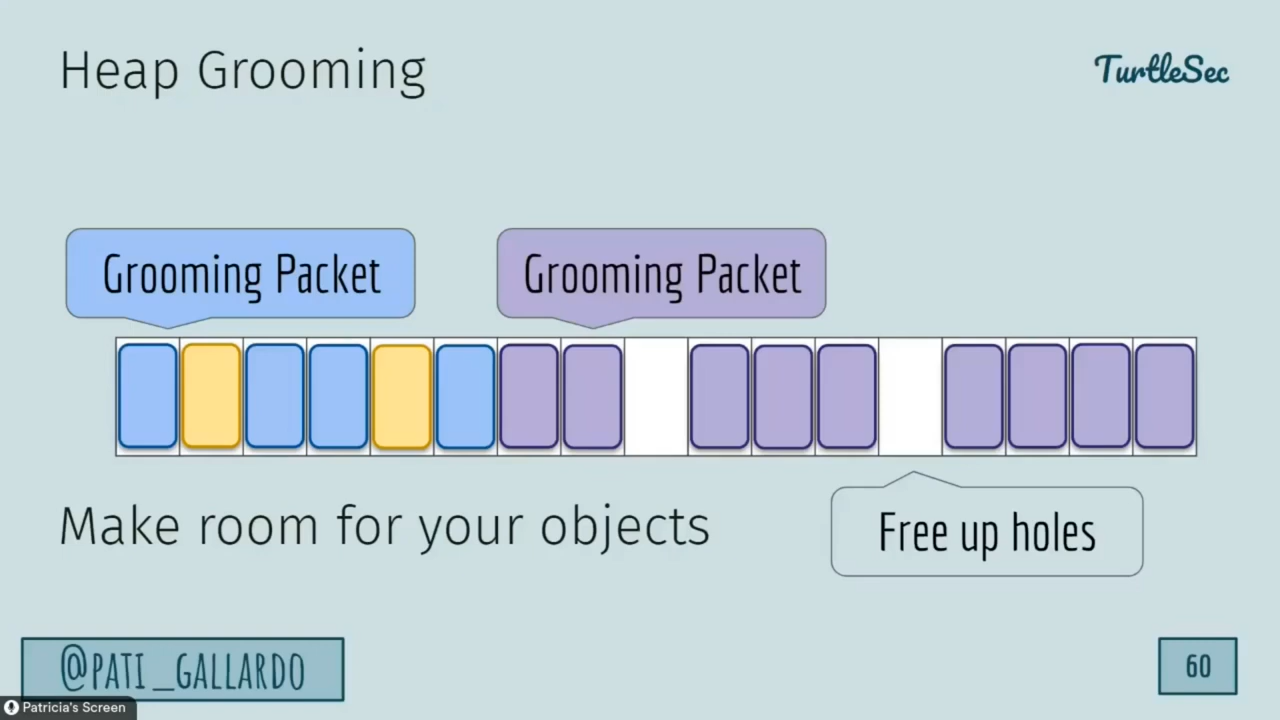 Heap Grooming
TurtleSec
Grooming Packet
Grooming Packet
Make room for your objects
Free up holes
@PATI_GALLARDO
60
Patricia's Screen